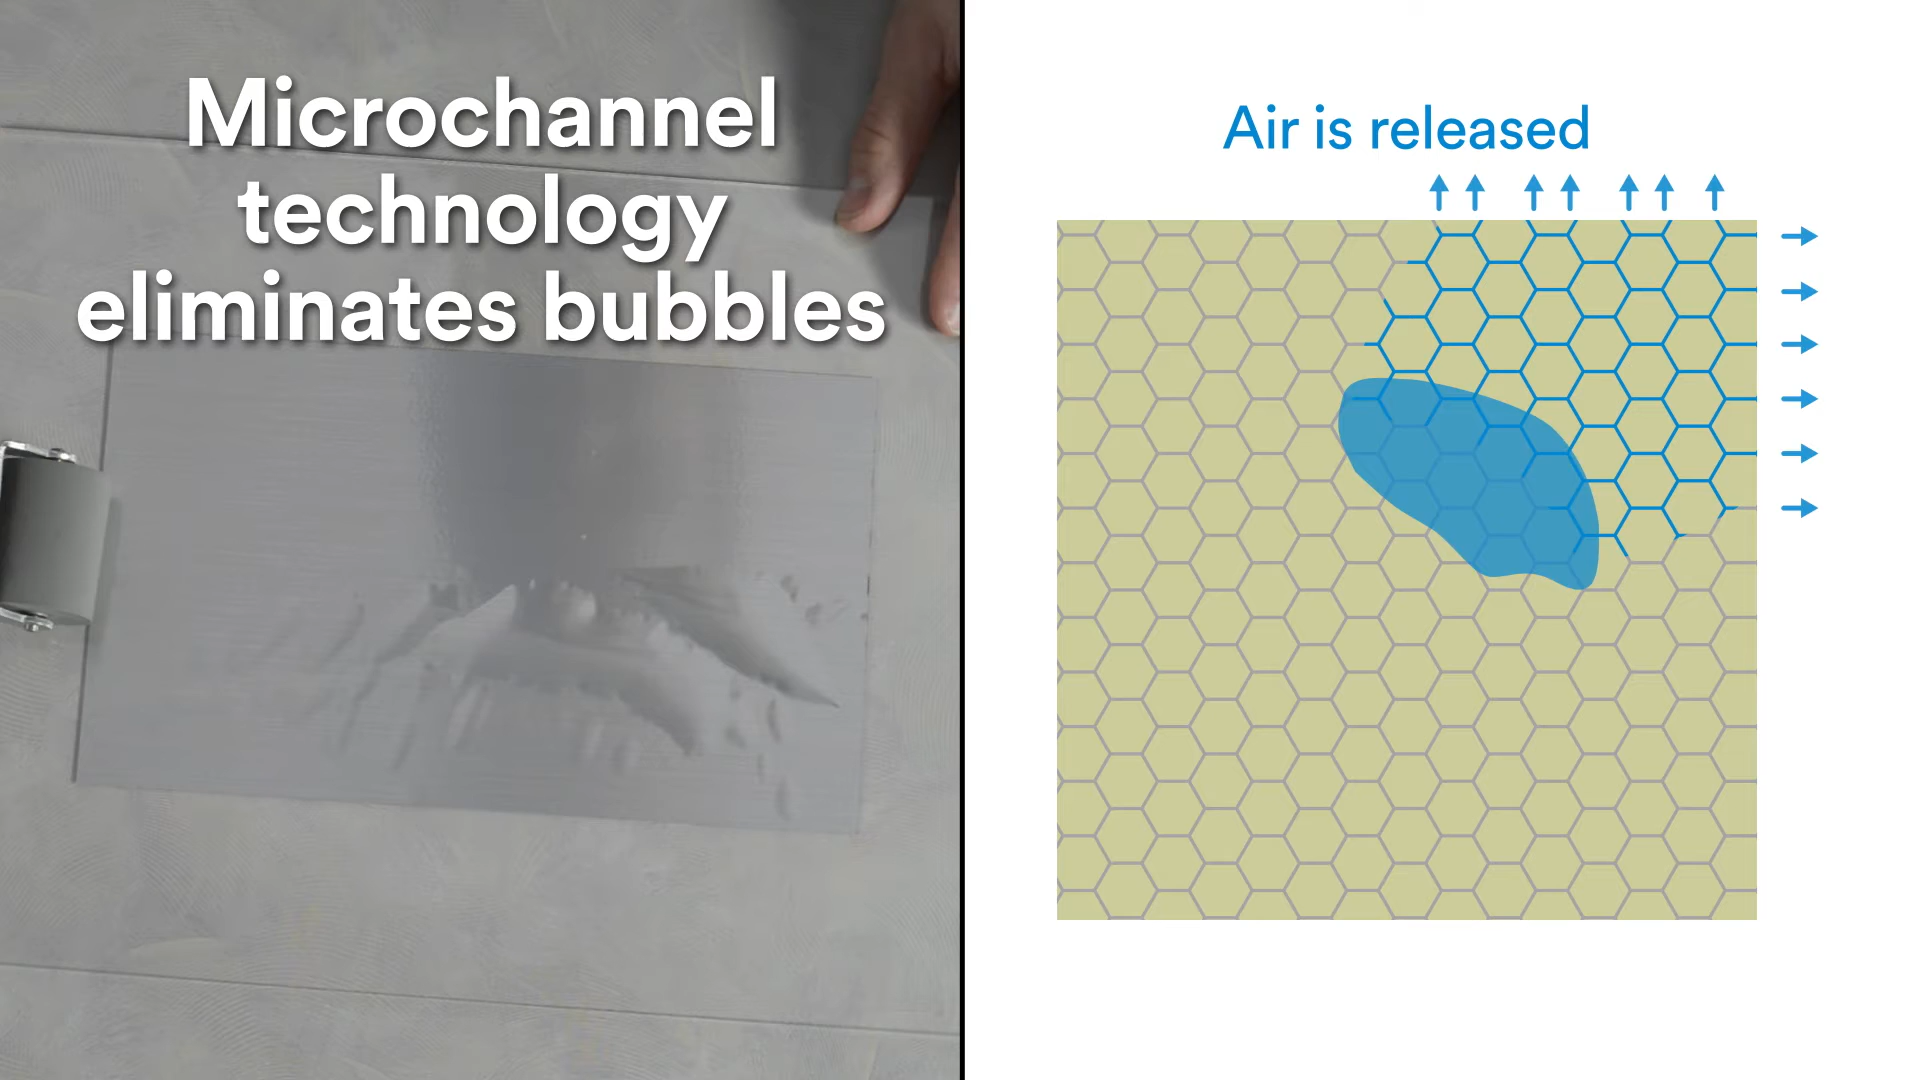 Microchannel
technology
eliminates bubbles
Air is released